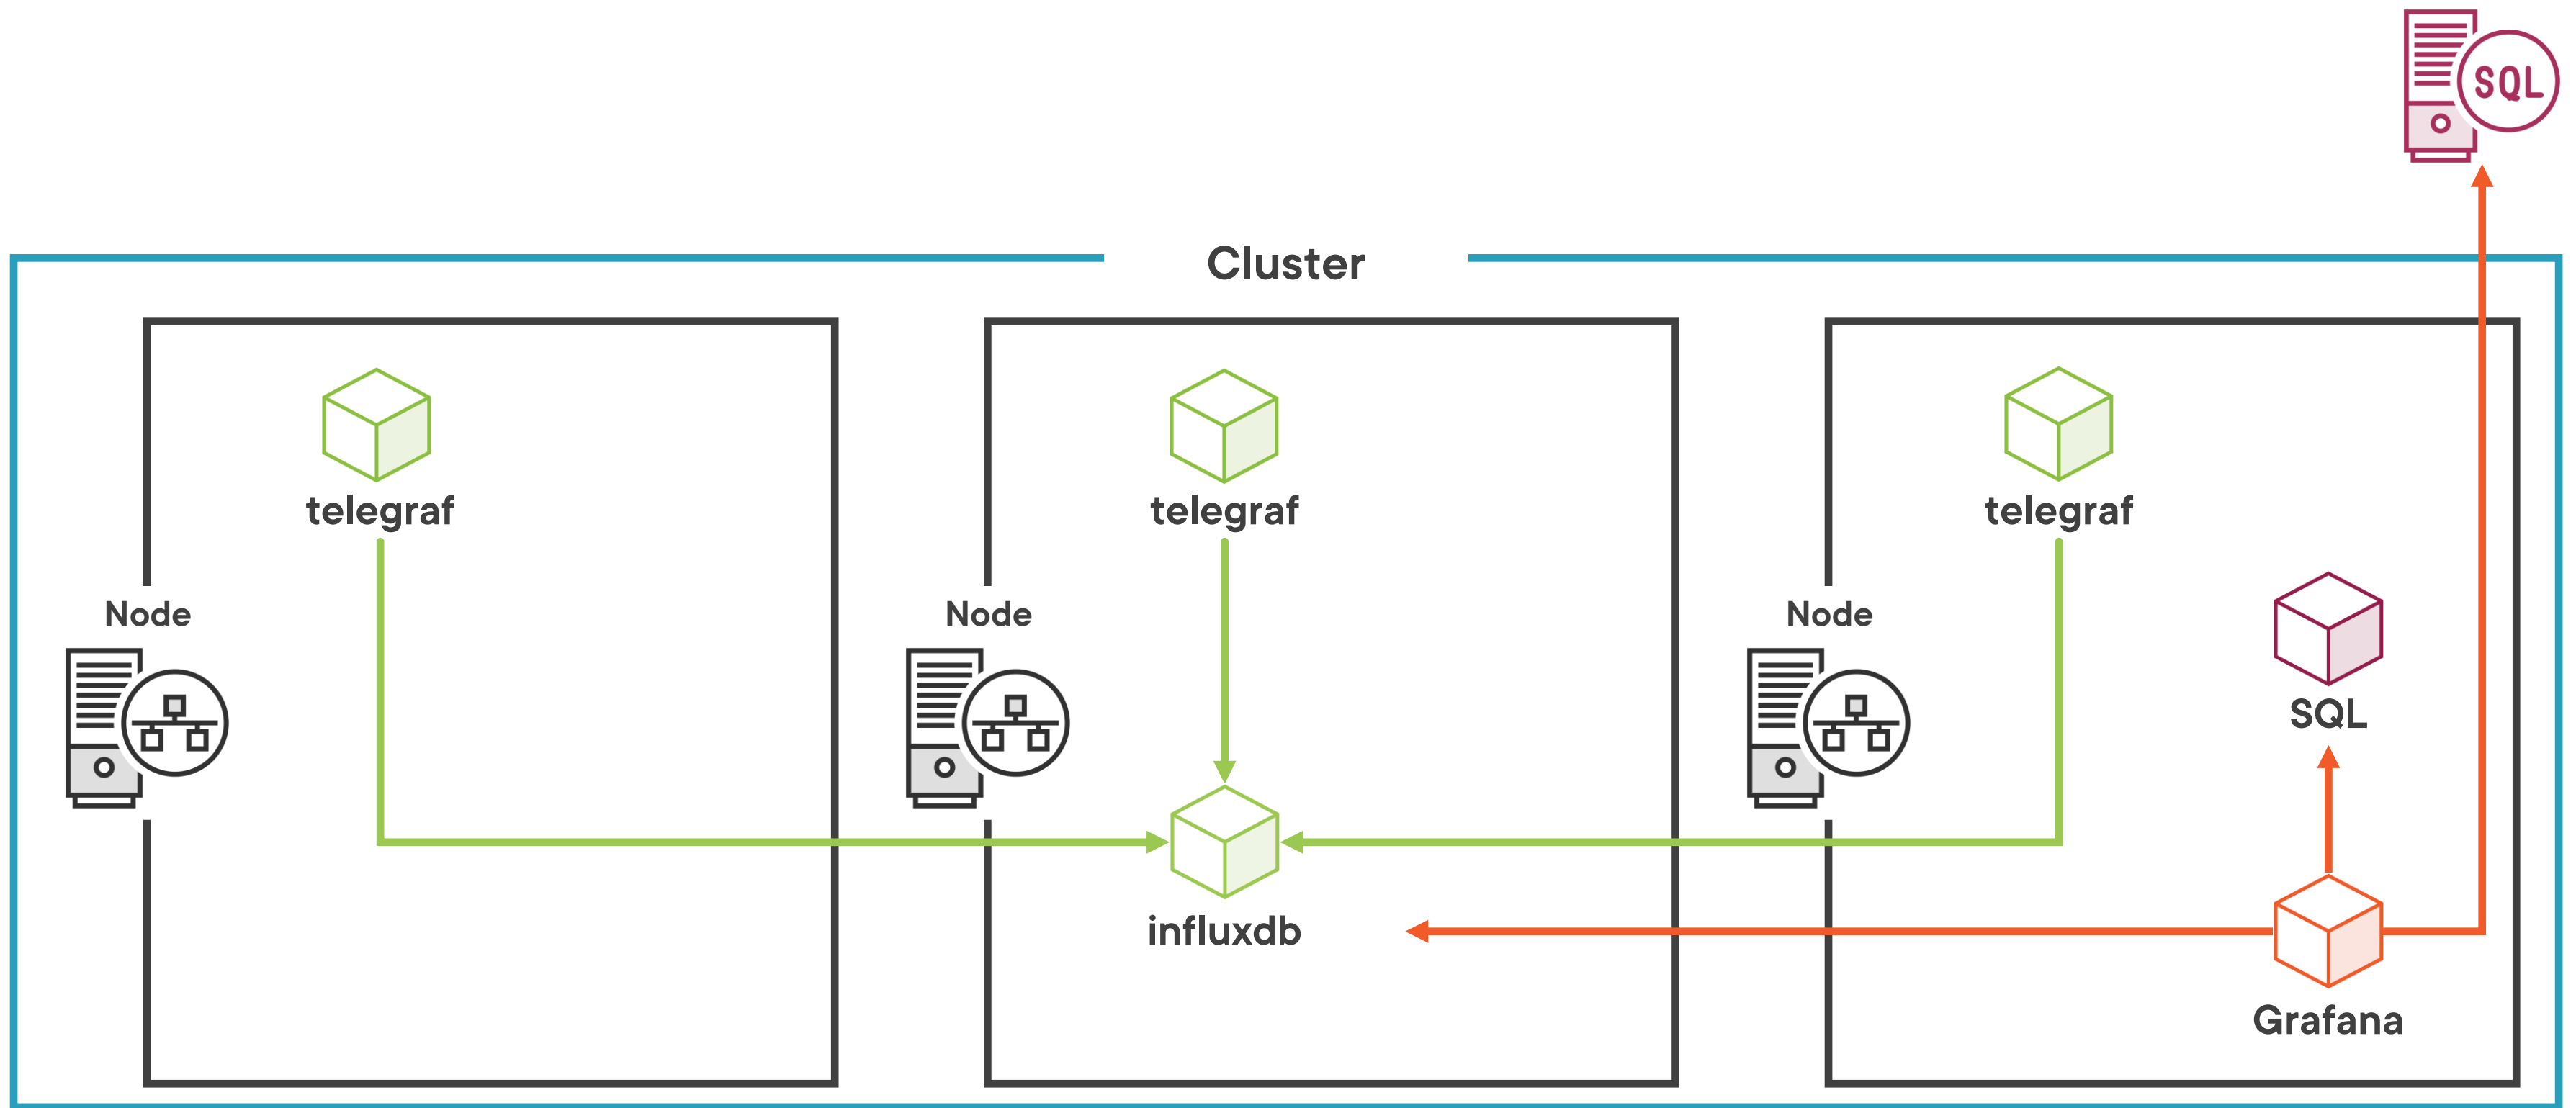 SQL
Cluster
telegraf
telegraf
telegraf
Node
Node
Node
SQL
influxdb
Grafana